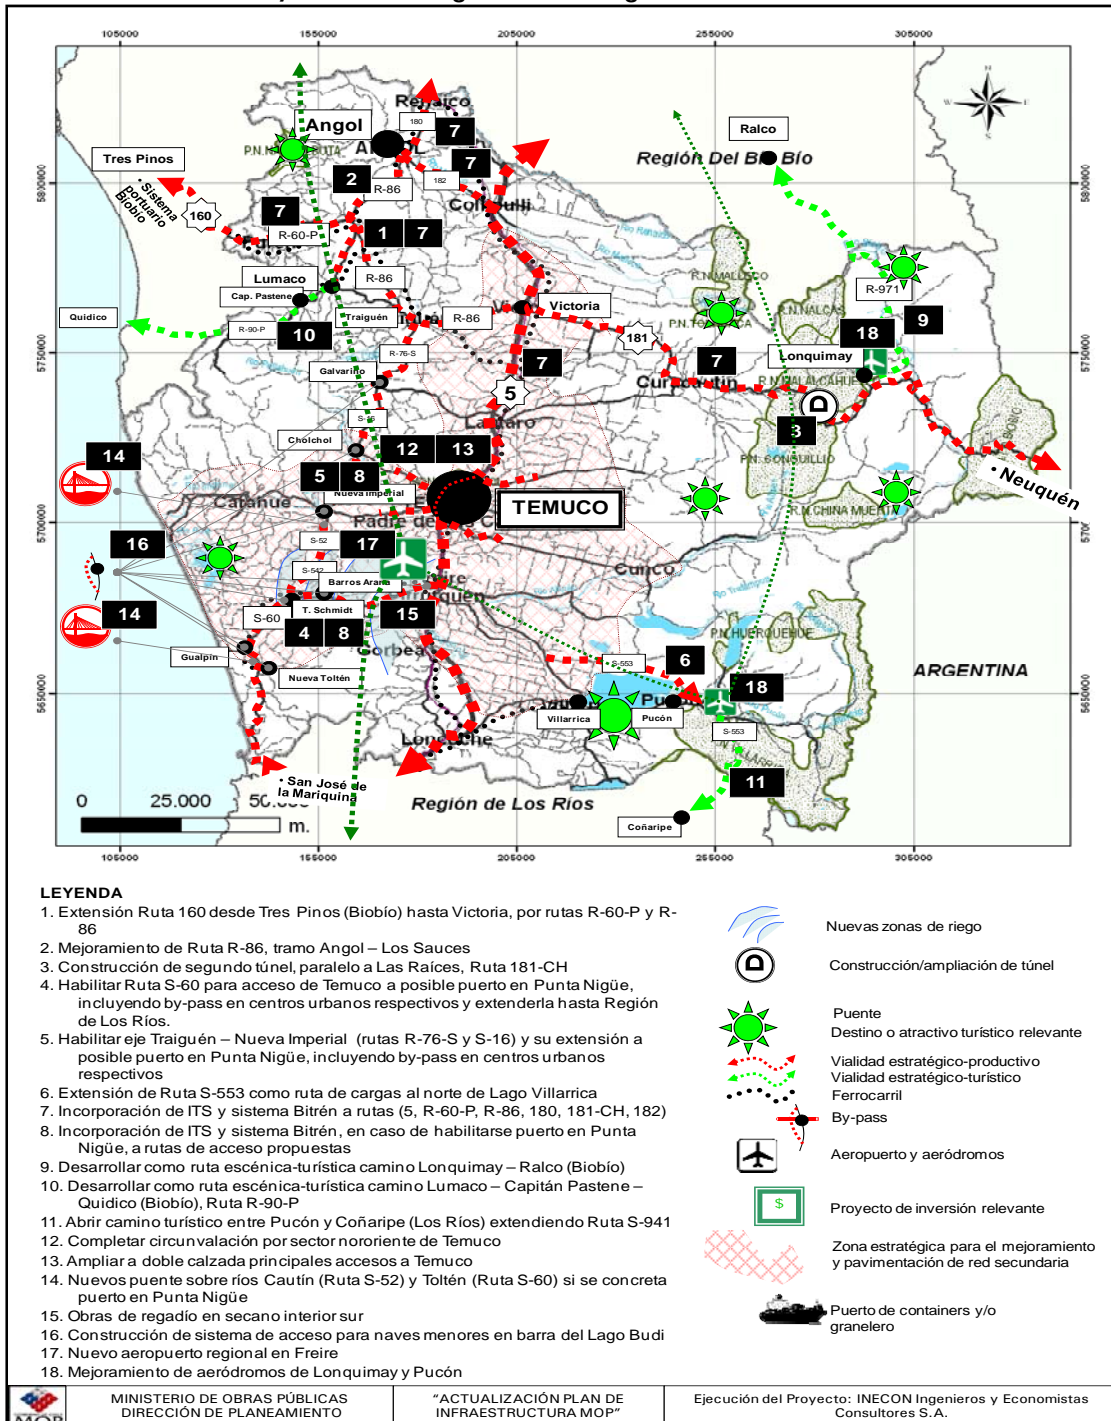 105000 155000 205000 255000 305000
Angol
180
7
Ralco
Región Del Bío Bío
Tres Pinos
• Sistema
portuario
Biobío
160
7
2
R-86
182
7
R-60-P
1 7
Lumaco
Cap. Pastene
R-86
Quidico
R-90-P
10
Traiguén
R-86
Victoria
181
R-971
9
18
Lonquimay
R-76-S
Galvarino
7
7
5
D
3
S-16
Cholchol
12 13
14
5 8
Nueva Imperial
TEMUCO
• Neuquén
16
S-52
17
S-542
Barros Arana
14
S-60
T. Schmidt
15
4 8
Gualpín
Nueva Toltén
S-553
6
P.N. HUERQUEHUE
ARGENTINA
18
Villarrica
Pucón
S-553
11
• San José de
la Mariquina
Región de Los Ríos
Coñaripe
0 25.000
m.
105000 155000 205000 255000 305000
LEYENDA
1. Extensión Ruta 160 desde Tres Pinos (Biobío) hasta Victoria, por rutas R-60-P y R-
86
2. Mejoramiento de Ruta R-86, tramo Angol – Los Sauces
3. Construcción de segundo túnel, paralelo a Las Raíces, Ruta 181-CH
4. Habilitar Ruta S-60 para acceso de Temuco a posible puerto en Punta Nigüe,
incluyendo by-pass en centros urbanos respectivos y extenderla hasta Región
de Los Ríos.
5. Habilitar eje Traiguén – Nueva Imperial (rutas R-76-S y S-16) y su extensión a
posible puerto en Punta Nigüe, incluyendo by-pass en centros urbanos
respectivos
6. Extensión de Ruta S-553 como ruta de cargas al norte de Lago Villarrica
7. Incorporación de ITS y sistema Bitrén a rutas (5, R-60-P, R-86, 180, 181-CH, 182)
8. Incorporación de ITS y sistema Bitrén, en caso de habilitarse puerto en Punta
Nigüe, a rutas de acceso propuestas
9. Desarrollar como ruta escénica-turística camino Lonquimay – Ralco (Biobío)
10. Desarrollar como ruta escénica-turística camino Lumaco – Capitán Pastene –
Quidico (Biobío), Ruta R-90-P
11. Abrir camino turístico entre Pucón y Coñaripe (Los Ríos) extendiendo Ruta S-941
12. Completar circunvalación por sector nororiente de Temuco
13. Ampliar a doble calzada principales accesos a Temuco
14. Nuevos puente sobre ríos Cautín (Ruta S-52) y Toltén (Ruta S-60) si se concreta
puerto en Punta Nigüe
15. Obras de regadío en secano interior sur
16. Construcción de sistema de acceso para naves menores en barra del Lago Budi
17. Nuevo aeropuerto regional en Freire
18. Mejoramiento de aeródromos de Lonquimay y Pucón
Nuevas zonas de riego
D
Construcción/ampliación de túnel
Puente
Destino o atractivo turístico relevante
Vialidad estratégico-productivo
Vialidad estratégico-turístico
Ferrocarril
By-pass
Aeropuerto y aeródromos
$
Proyecto de inversión relevante
Zona estratégica para el mejoramiento
y pavimentación de red secundaria
Puerto de containers y/o
granelero
MOP
MINISTERIO DE OBRAS PÚBLICAS
DIRECCIÓN DE PLANEAMIENTO
"ACTUALIZACIÓN PLAN DE
INFRAESTRUCTURA MOP"
Ejecución del Proyecto: INECON Ingenieros y Economistas
Consultores S.A.